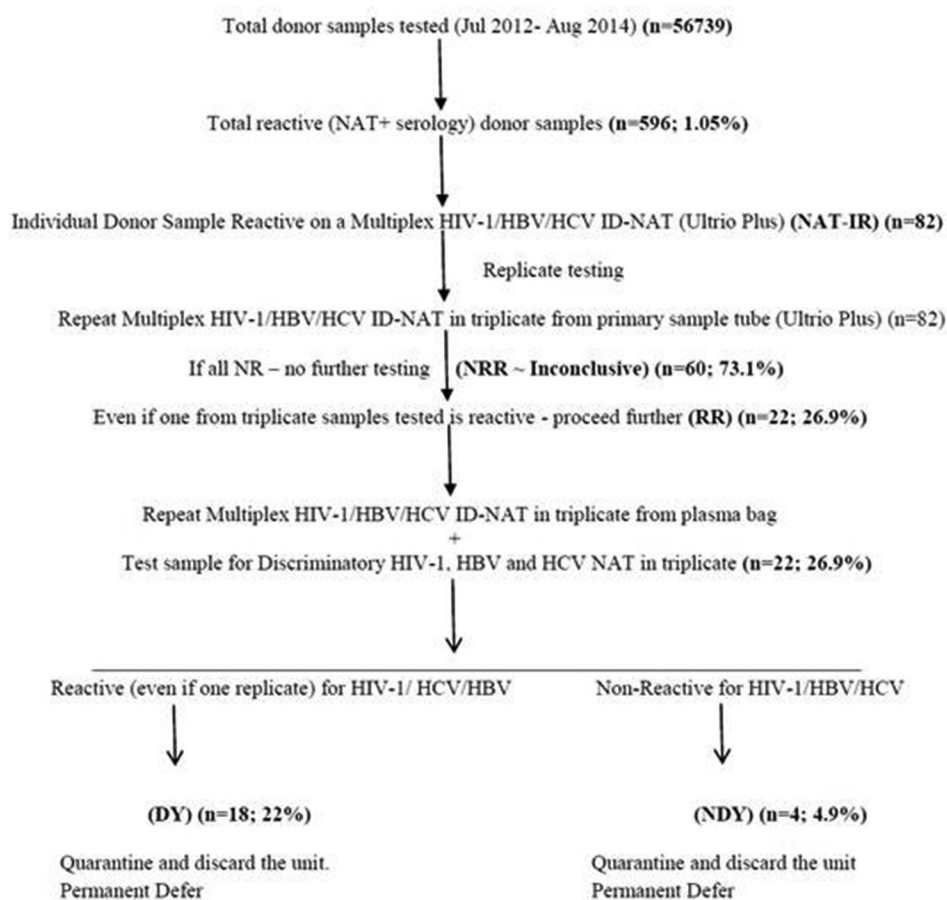 Total donor samples tested (Jul 2012- Aug 2014) (n=56739)
Total reactive (NAT+ serology) donor samples (n=596; 1.05%)
Individual Donor Sample Reactive on a Multiplex HIV-1/HBV/HCV ID-NAT (Ultrio Plus) (NAT-IR) (n=82)
Replicate testing
Repeat Multiplex HIV-1/HBV/HCV ID-NAT in triplicate from primary sample tube (Ultrio Plus) (n=82)
If all NR – no further testing (NRR ~ Inconclusive) (n=60; 73.1%)
Even if one from triplicate samples tested is reactive - proceed further (RR) (n=22; 26.9%)
Repeat Multiplex HIV-1/HBV/HCV ID-NAT in triplicate from plasma bag
+
Test sample for Discriminatory HIV-1, HBV and HCV NAT in triplicate (n=22; 26.9%)
Reactive (even if one replicate) for HIV-1/ HCV/HBV
Non-Reactive for HIV-1/HBV/HCV
(DY) (n=18; 22%)
(NDY) (n=4; 4.9%)
Quarantine and discard the unit.
Permanent Defer
Quarantine and discard the unit
Permanent Defer